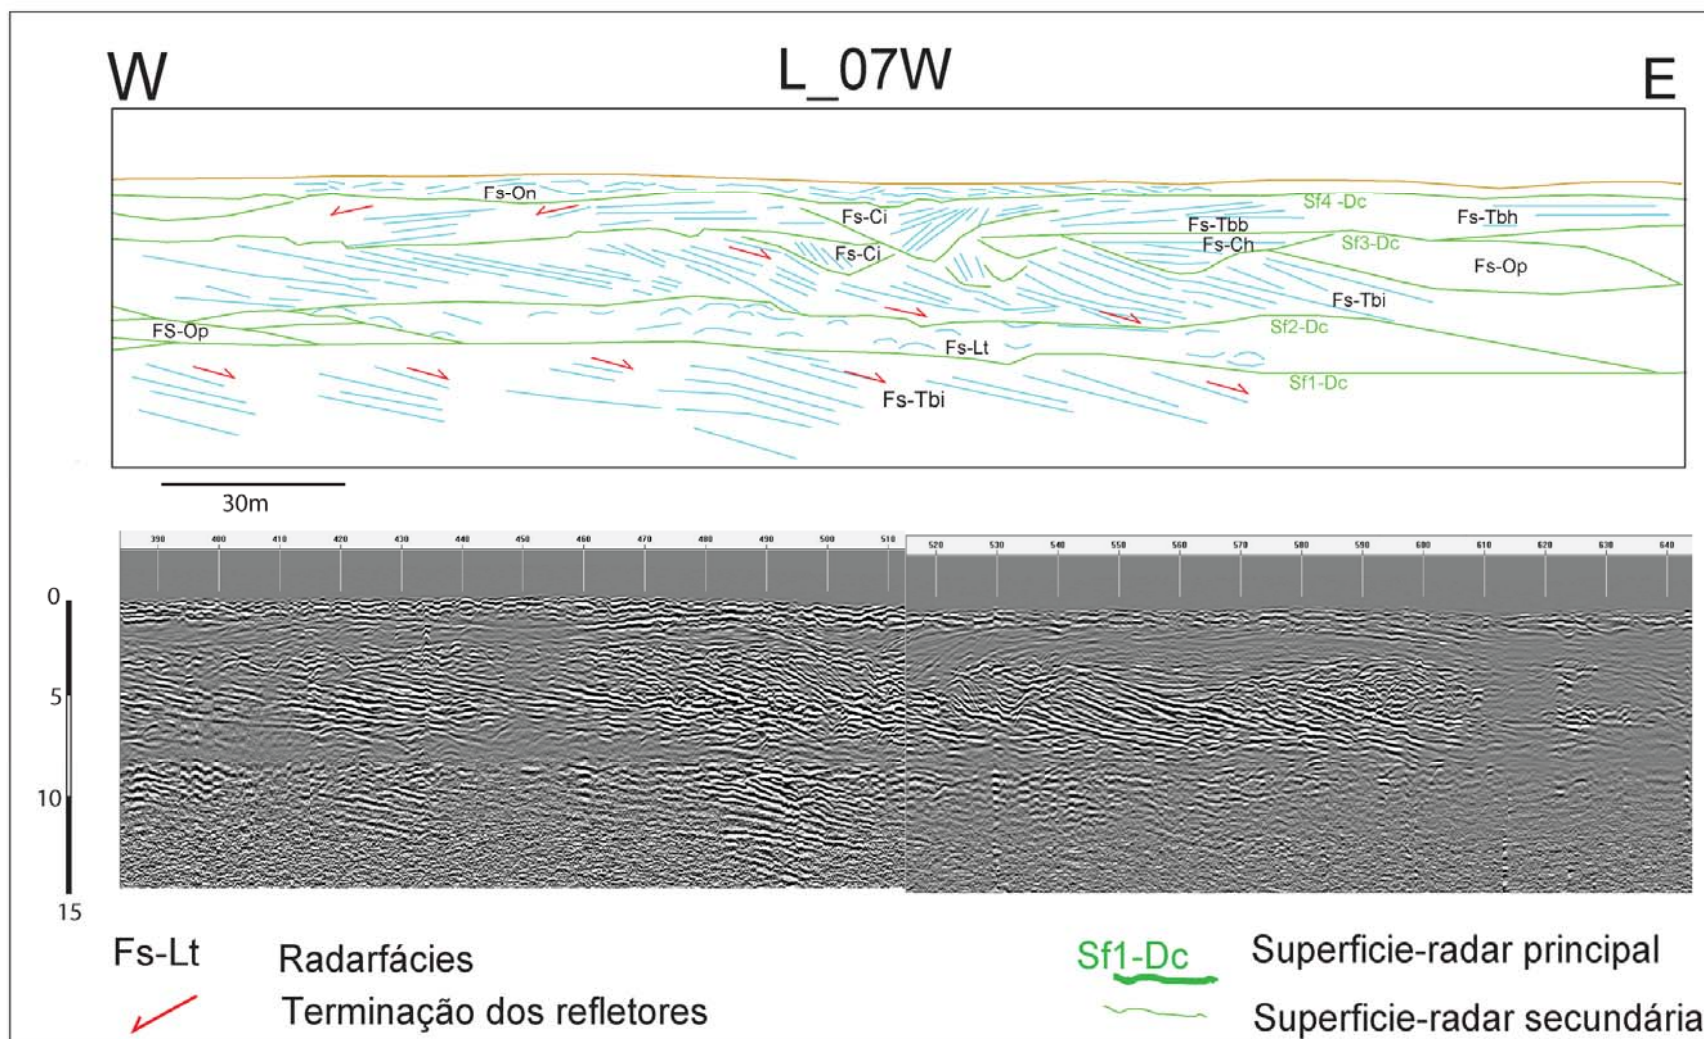 W L_07W E
Fs-On
Sf4 -Dc
Fs-Ci
Fs-Tbb
Fs-Tbh
Fs-Ci
Fs-Ch
Sf3-Dc
Fs-Op
Fs-Tbi
FS-Op
Sf2-Dc
Fs-Lt
Sf1-Dc
Fs-Tbi
30m
390 400 410 420 430 440 450 460 470 480 490 500 510 520 530 540 550 560 570 580 590 600 610 620 630 640
0
5
10
15
Fs-Lt Radarfácies
Terminação dos refletores
Sf1-Dc Superficie-radar principal
Superficie-radar secundária